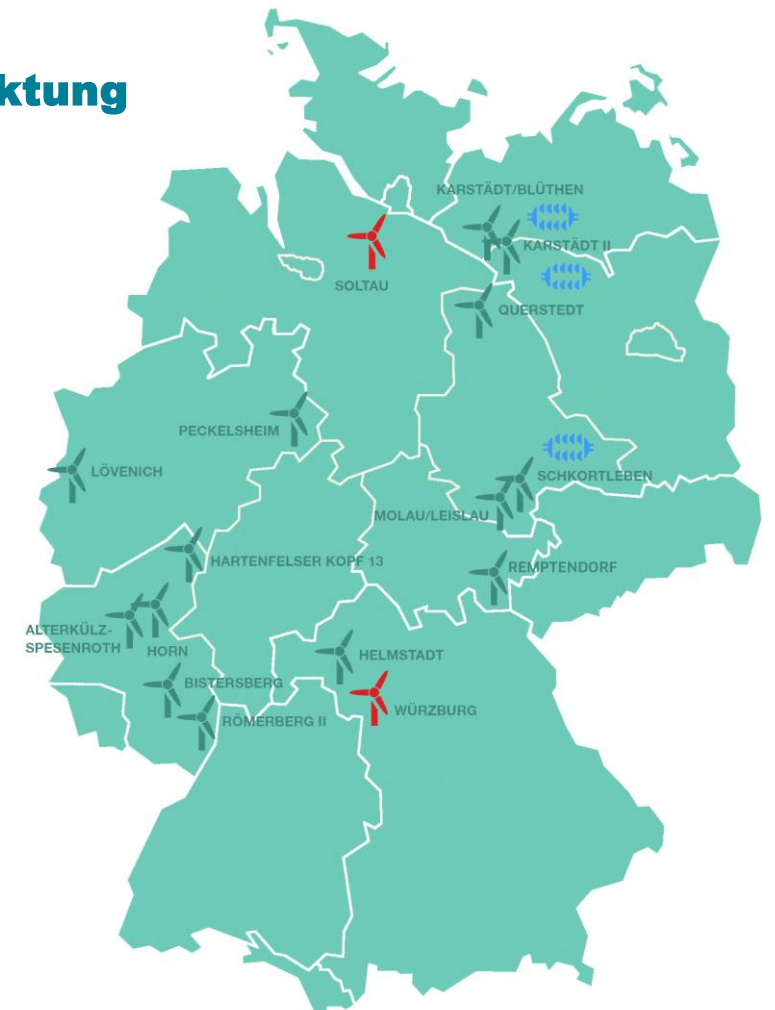 ktung
KARSTÄDT/BLÜTHEN
KARSTÄDT II
SOLTAU
QUERSTEDT
PECKELSHEIM
LÖVENICH
SCHKORTLEBEN
MOLAU/LEISLAU
HARTENFELSER KOPF 13
REMPTENDORF
ALTERKÜLZ-
SPESENROTH
HORN
HELMSTADT
BISTERSBERG
WÜRZBURG
RÖMERBERG II